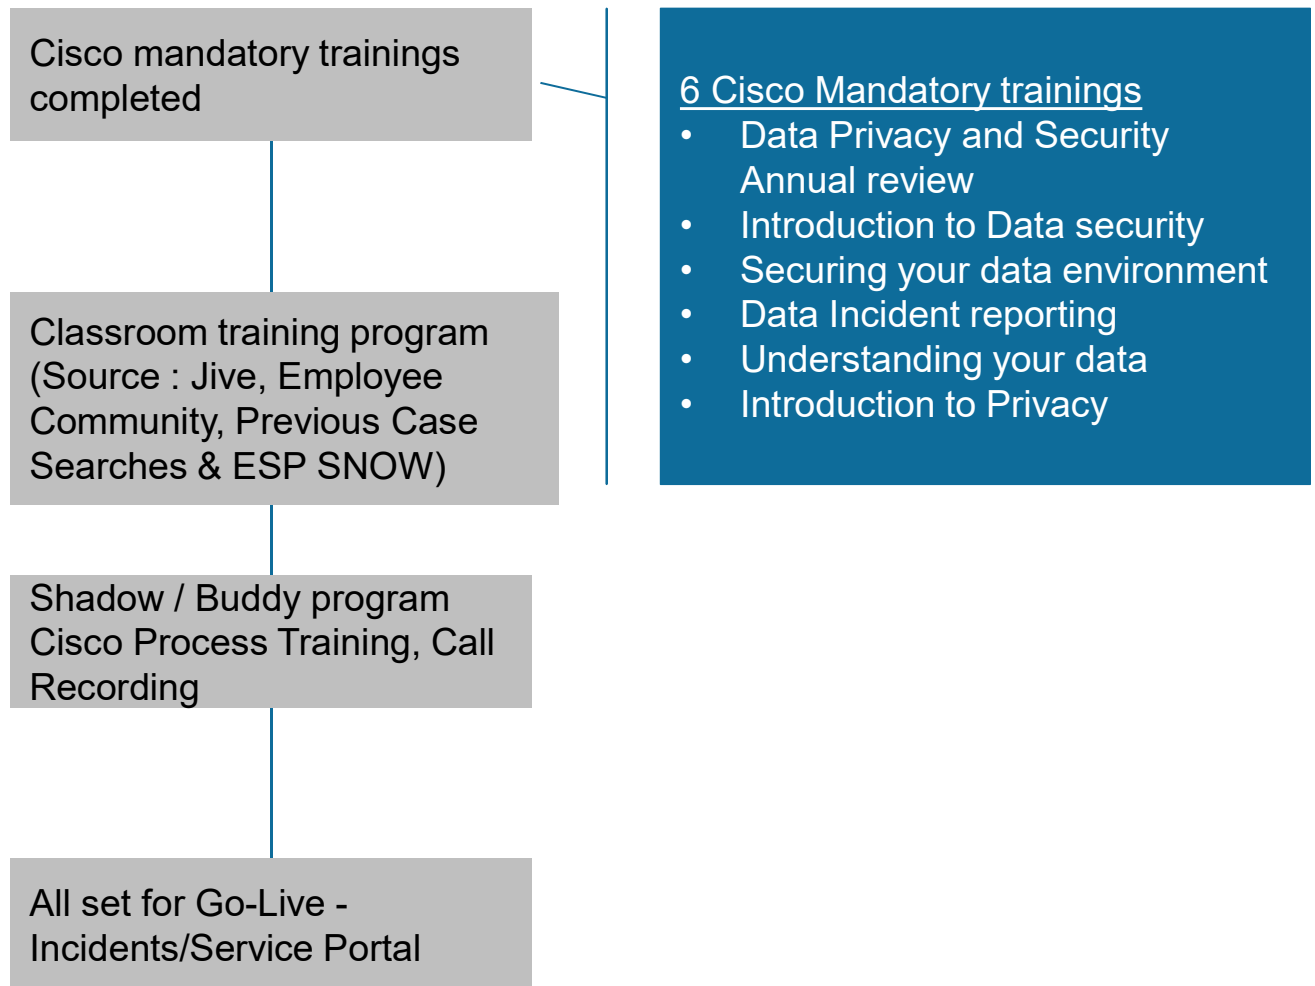 Cisco mandatory trainings
completed
6 Cisco Mandatory trainings
• Data Privacy and Security
Annual review
• Introduction to Data security
• Securing your data environment
• Data Incident reporting
• Understanding your data
• Introduction to Privacy
Classroom training program
(Source : Jive, Employee
Community, Previous Case
Searches & ESP SNOW)
Shadow / Buddy program
Cisco Process Training, Call
Recording
All set for Go-Live -
Incidents/Service Portal